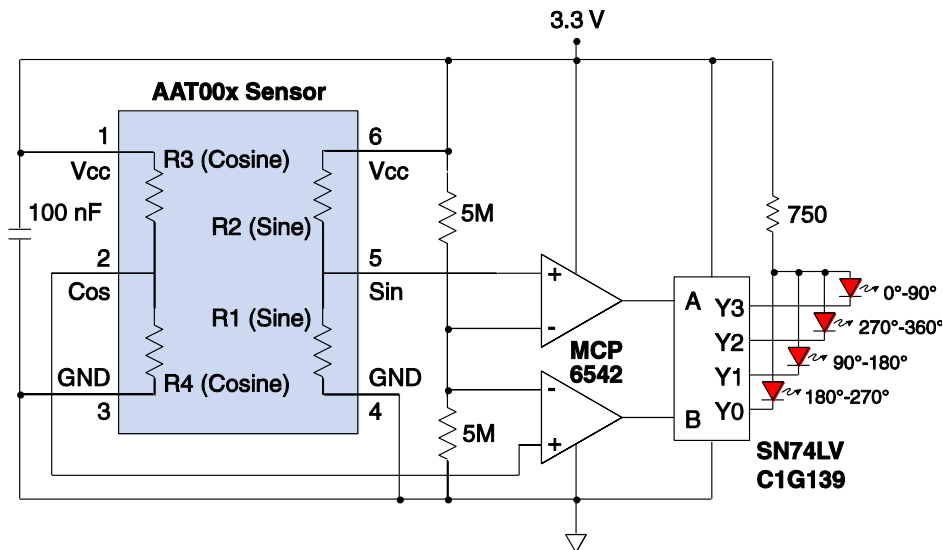 3.3 V
AAT00x Sensor
1
Vcc
R3 (Cosine)
6
Vcc
100 nF
R2 (Sine)
5M
750
2
Cos
5
Sin
R1 (Sine)
GND
3
R4 (Cosine)
GND
4
5M
+
-
MCP
6542
-
+
A
B
Y3
Y2
Y1
Y0
0°-90°
270°-360°
90°-180°
180°-270°
SN74LV
C1G139